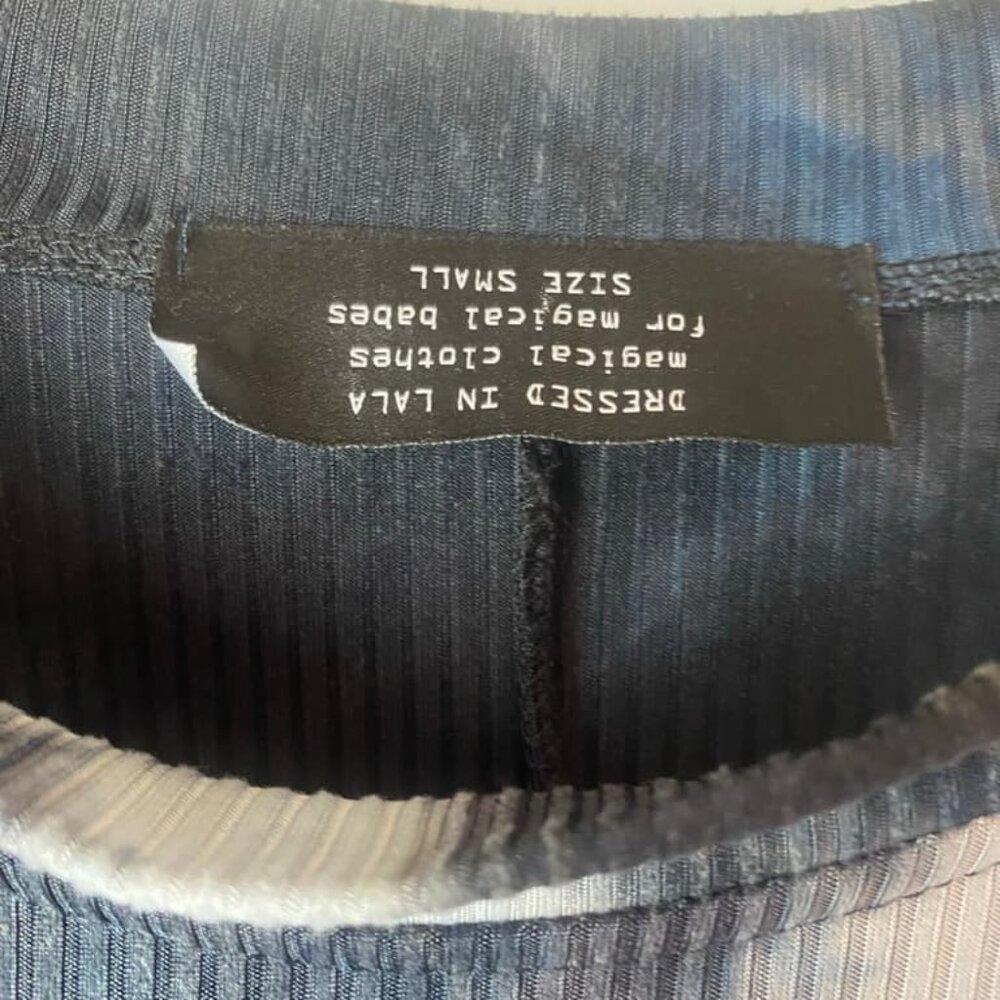 DRESSED IN LALA
magical clothes
for magical babes
SIZE SMALL